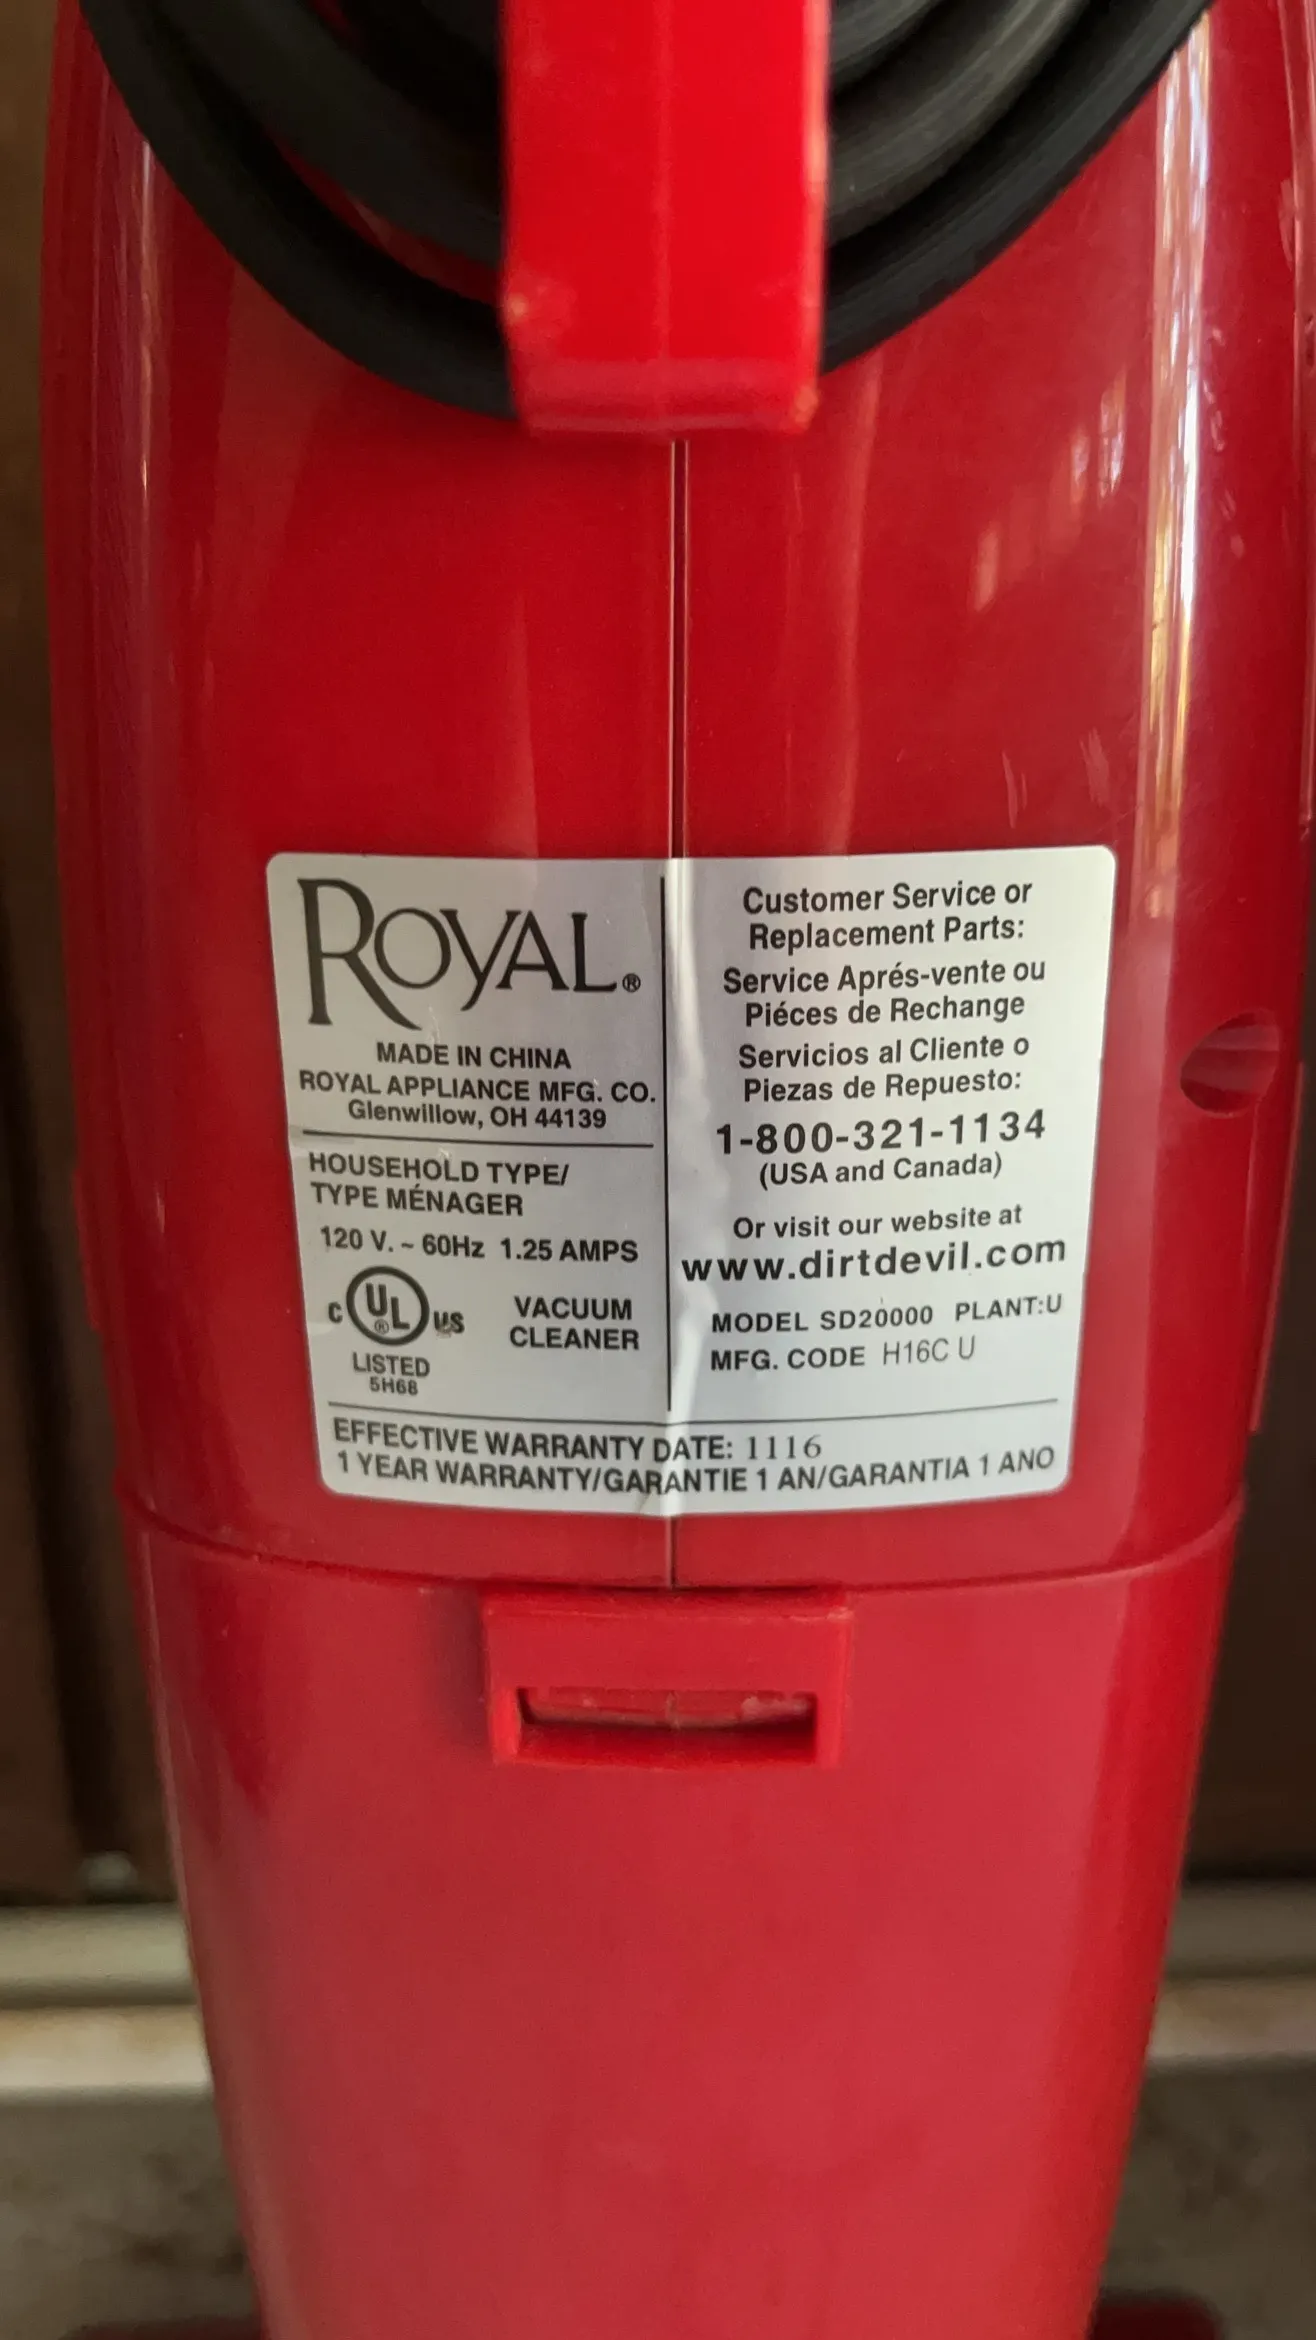 ROYAL®
MADE IN CHINA
ROYAL APPLIANCE MFG. CO.
Glenwillow, OH 44139
HOUSEHOLD TYPE/
TYPE MÉNAGER
120 V. ~ 60Hz 1.25 AMPS
C UL® US
LISTED
5H68
VACUUM
CLEANER
Customer Service or
Replacement Parts:
Service Aprés-vente ou
Piéces de Rechange
Servicios al Cliente o
Piezas de Repuesto:
1-800-321-1134
(USA and Canada)
Or visit our website at
www.dirtdevil.com
MODEL SD20000 PLANT:U
MFG. CODE H16C U
EFFECTIVE WARRANTY DATE: 1116
1 YEAR WARRANTY/GARANTIE 1 AN/GARANTIA 1 ANO